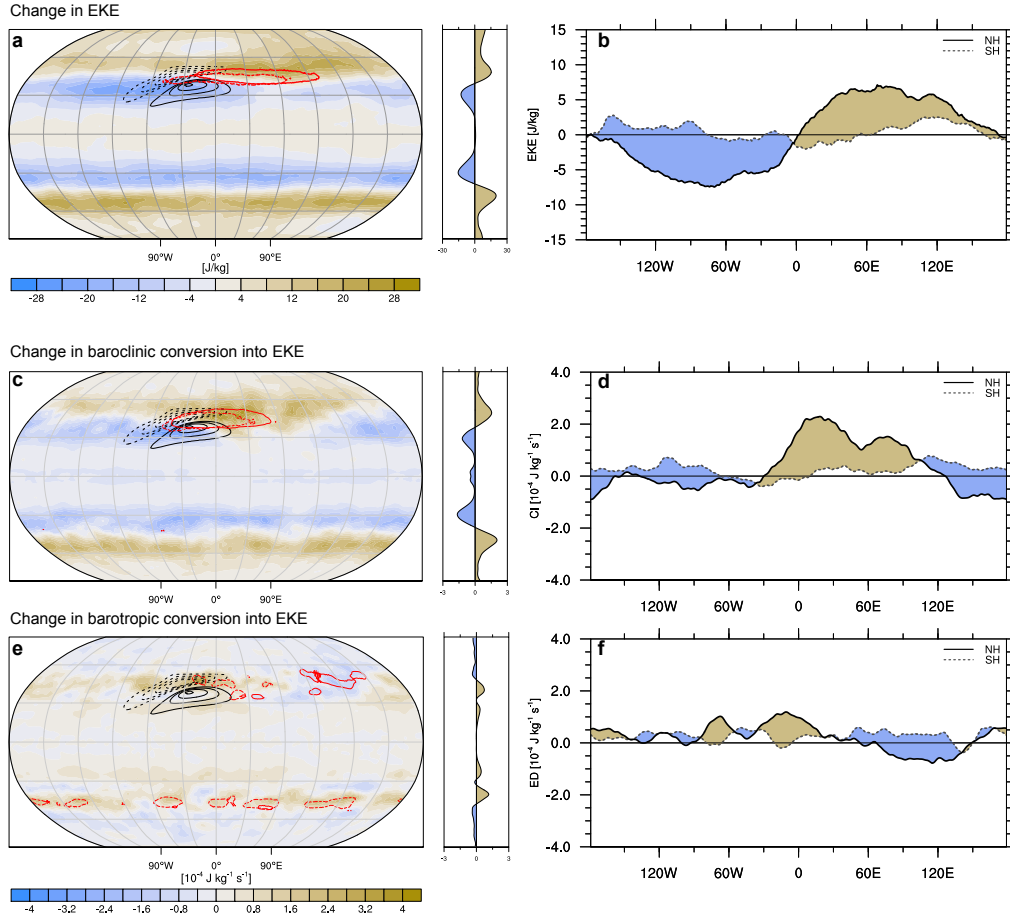 Change in EKE
a
90°W 0° 90°E
[J/kg]
-28 -20 -12 -4 4 12 20 28
-30 -15 0 15 30
b
NH
SH
EKE [J/kg]
15
10
5
0
-5
-10
-15
120W 60W 0 60E 120E
Change in baroclinic conversion into EKE
c
90°W 0° 90°E
-3 0 3
d
NH
SH
CI [10⁻⁴ J kg⁻¹ s⁻¹]
4.0
2.0
0.0
-2.0
-4.0
120W 60W 0 60E 120E
Change in barotropic conversion into EKE
e
90°W 0° 90°E
[10⁻⁴ J kg⁻¹ s⁻¹]
-4 -3.2 -2.4 -1.6 -0.8 0 0.8 1.6 2.4 3.2 4
-3 0 3
f
NH
SH
ED [10⁻⁴ J kg⁻¹ s⁻¹]
4.0
2.0
0.0
-2.0
-4.0
120W 60W 0 60E 120E